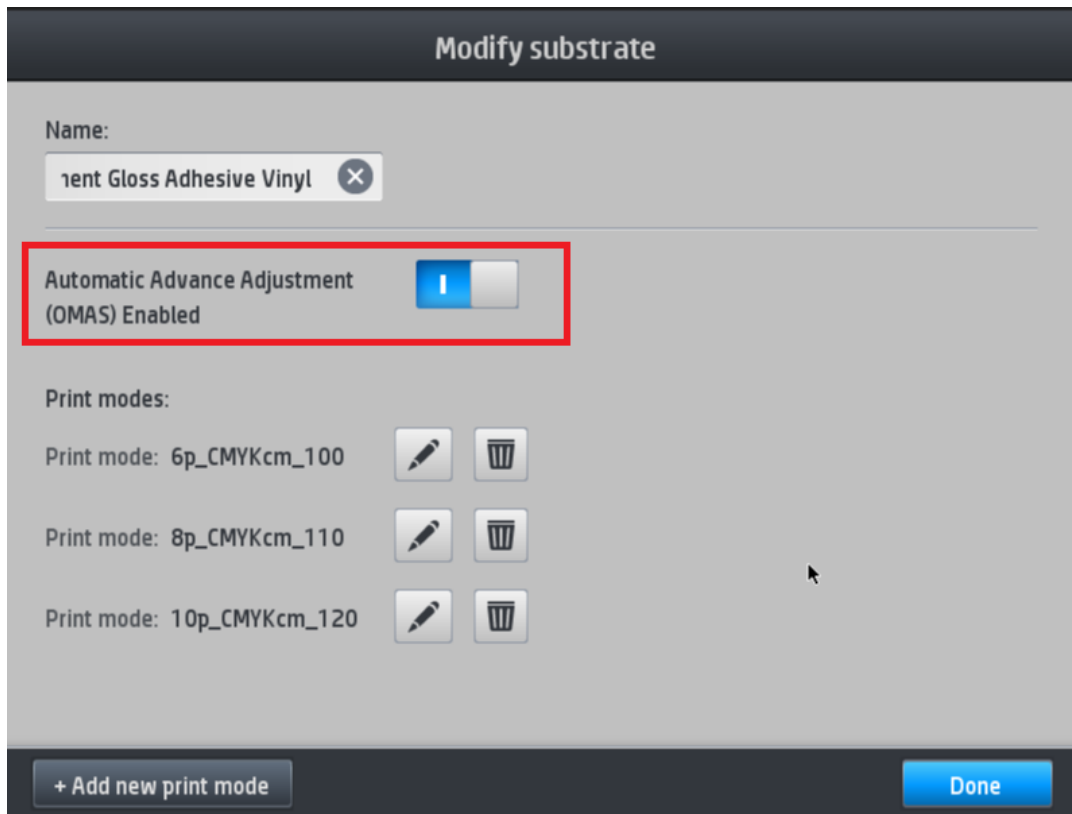 Modify substrate
Name:
nent Gloss Adhesive Vinyl
Automatic Advance Adjustment
(OMAS) Enabled
Print modes:
Print mode: 6p_CMYKcm_100
Print mode: 8p_CMYKcm_110
Print mode: 10p_CMYKcm_120
+ Add new print mode
Done